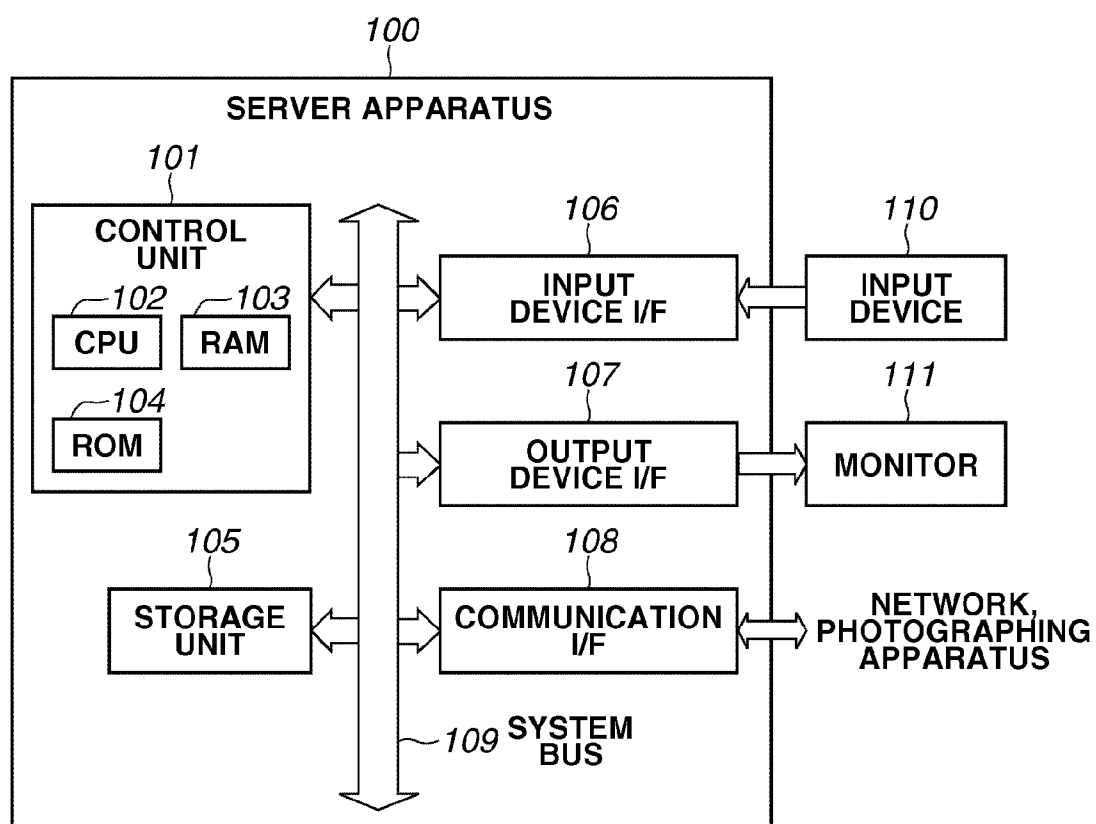 100
SERVER APPARATUS
101
CONTROL
UNIT
102
CPU
103
RAM
104
ROM
106
INPUT
DEVICE I/F
110
INPUT
DEVICE
107
OUTPUT
DEVICE I/F
111
MONITOR
105
STORAGE
UNIT
108
COMMUNICATION
I/F
NETWORK,
PHOTOGRAPHING
APPARATUS
109
SYSTEM
BUS